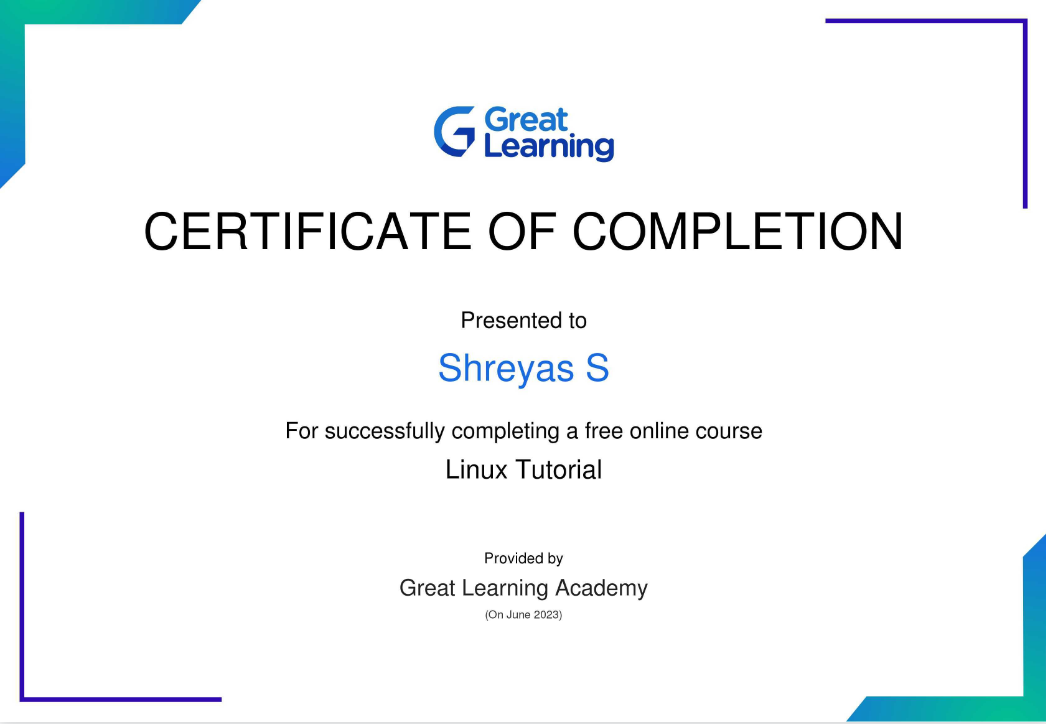 Great
Learning
CERTIFICATE OF COMPLETION
Presented to
Shreyas S
For successfully completing a free online course
Linux Tutorial
Provided by
Great Learning Academy
(On June 2023)